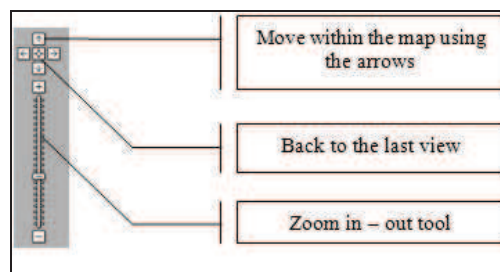 Move within the map using
the arrows
Back to the last view
Zoom in – out tool